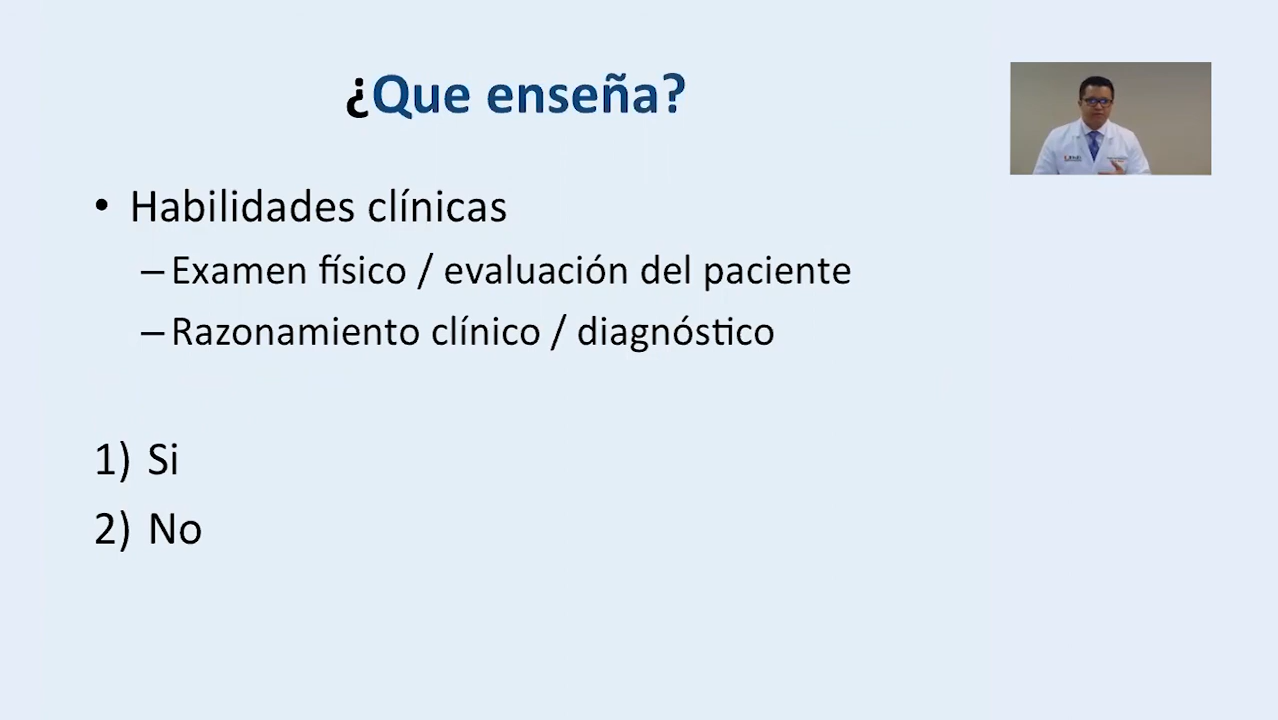 ¿Que enseña?
• Habilidades clínicas
– Examen físico / evaluación del paciente
– Razonamiento clínico / diagnóstico
1) Si
2) No